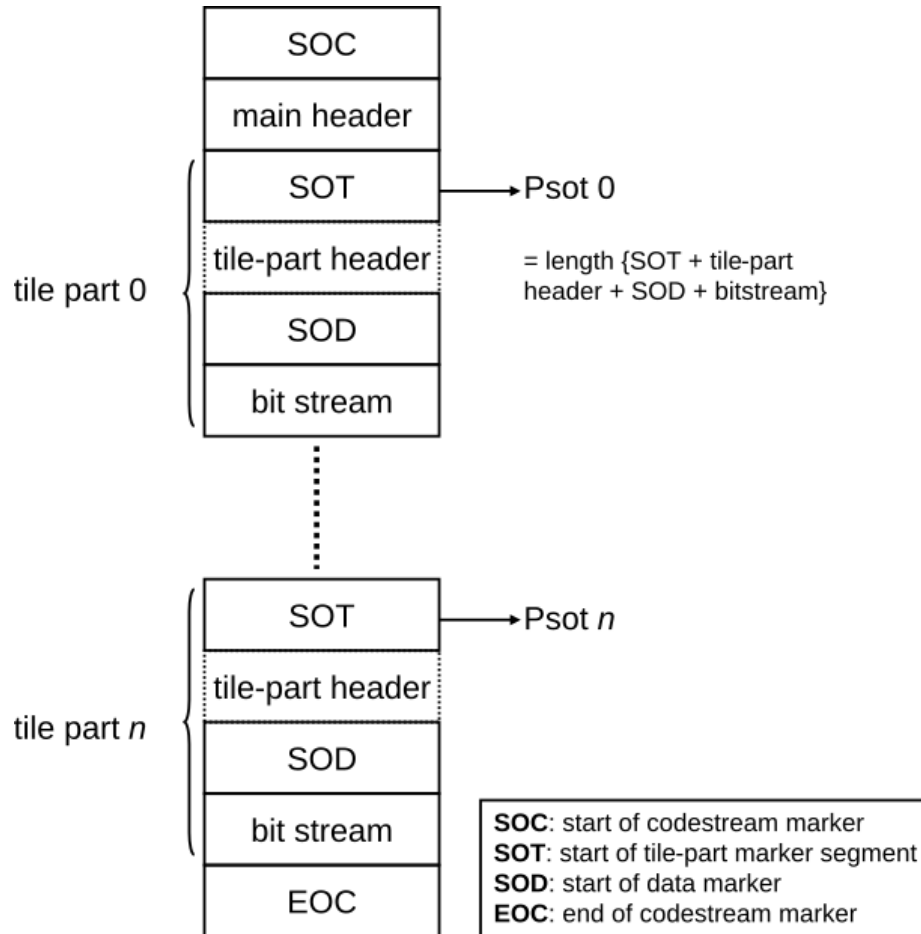 SOC
main header
SOT
Psot 0
tile-part header
= length {SOT + tile-part
header + SOD + bitstream}
tile part 0
SOD
bit stream
SOT
Psot n
tile-part header
tile part n
SOD
bit stream
EOC
SOC: start of codestream marker
SOT: start of tile-part marker segment
SOD: start of data marker
EOC: end of codestream marker